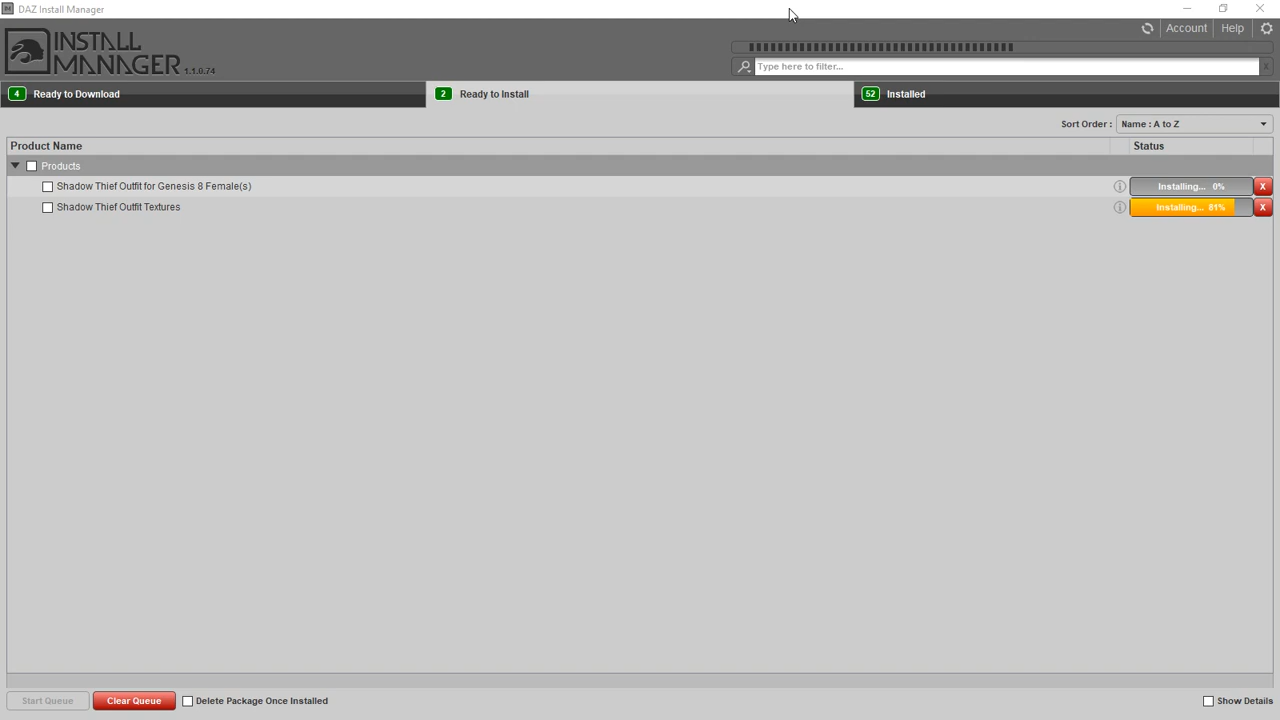 DAZ Install Manager
Account Help
INSTALL
MANAGER 1.1.0.74
Type here to filter... X
4 Ready to Download 2 Ready to Install 52 Installed
Sort Order : Name : A to Z
Product Name Status
Products
Shadow Thief Outfit for Genesis 8 Female(s) Installing... 0% X
Shadow Thief Outfit Textures Installing... 81% X
Start Queue Clear Queue Delete Package Once Installed Show Details